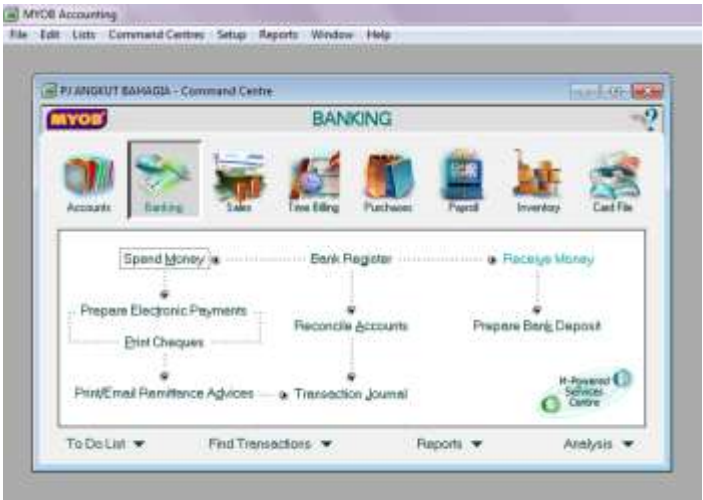 MYOB Accounting
File Edit Lists Command Centres Setup Reports Window Help
PJ ANGKUT BAHAGIA - Command Centre
MYOB BANKING
Accounts Banking Sales Time Billing Purchases Payroll Inventory Card File
Spend Money Bank Register Receive Money
Prepare Electronic Payments
Reconcile Accounts Prepare Bank Deposit
Print Cheques
Print/Email Remittance Advices Transaction Journal
M-Powered
Services
Centre
To Do List Find Transactions Reports Analysis